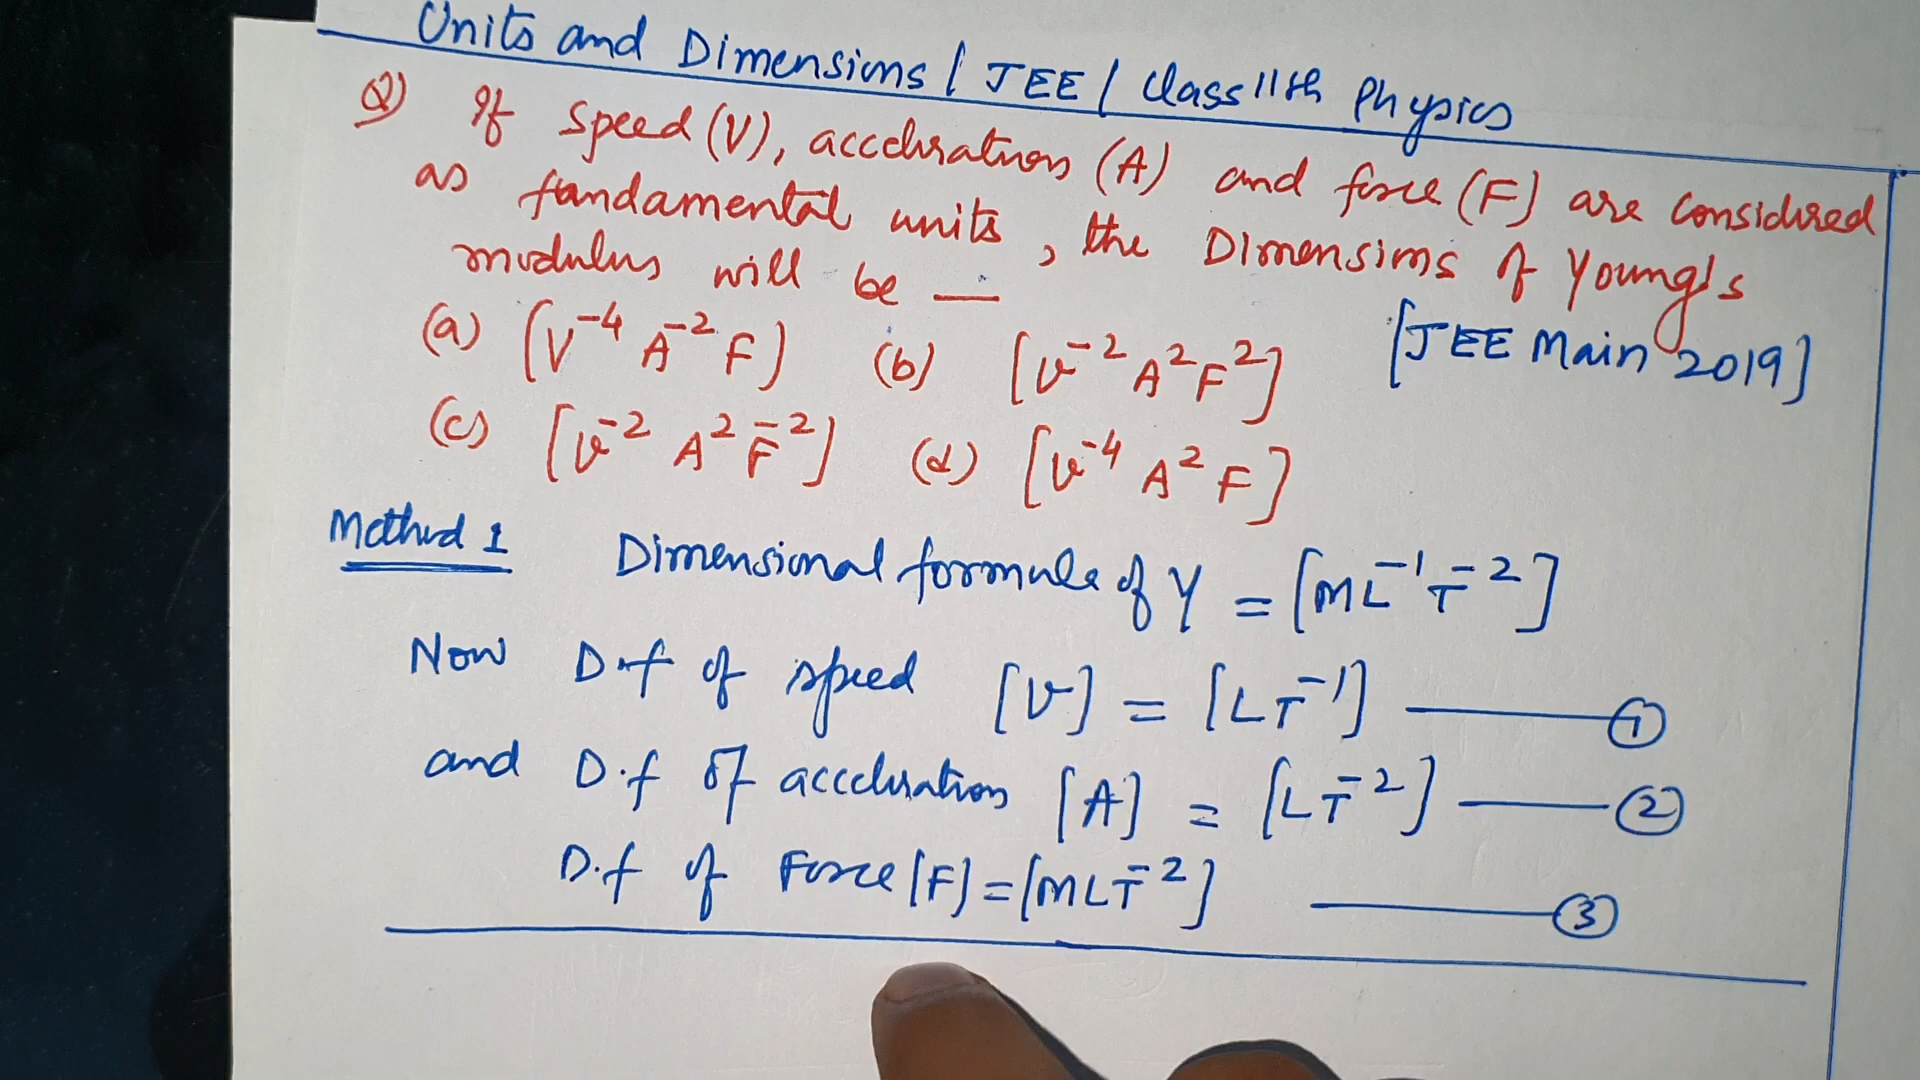 Units and Dimensions / JEE / Class 11th Physics
Q) If speed (V), acceleration (A) and force (F) are considered
as fundamental units, the Dimensions of Young's
modulus will be —
(a) (V⁻⁴ A⁻² F) (b) [V⁻² A² F²] [JEE Main 2019]
(c) [V⁻² A² F⁻²] (d) [V⁻⁴ A² F]
Method 1 Dimensional formula of Y = [ML⁻¹T⁻²]
Now D.f of speed [V] = [LT⁻¹] — ①
and D.f of acceleration [A] = [LT⁻²] — ②
D.f of Force [F] = [MLT⁻²] — ③